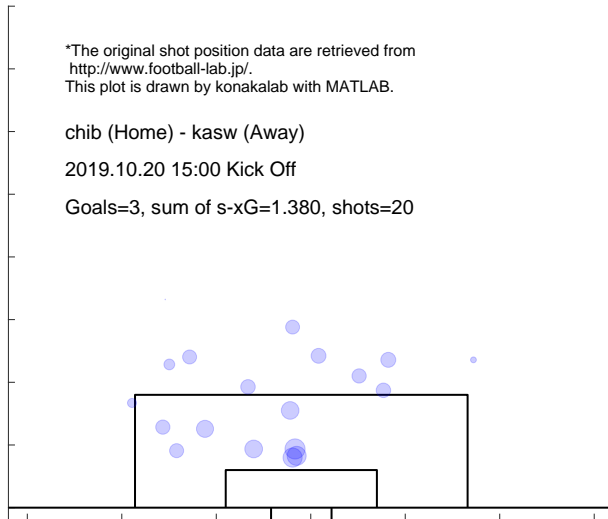 *The original shot position data are retrieved from
http://www.football-lab.jp/.
This plot is drawn by konakalab with MATLAB.
chib (Home) - kasw (Away)
2019.10.20 15:00 Kick Off
Goals=3, sum of s-xG=1.380, shots=20